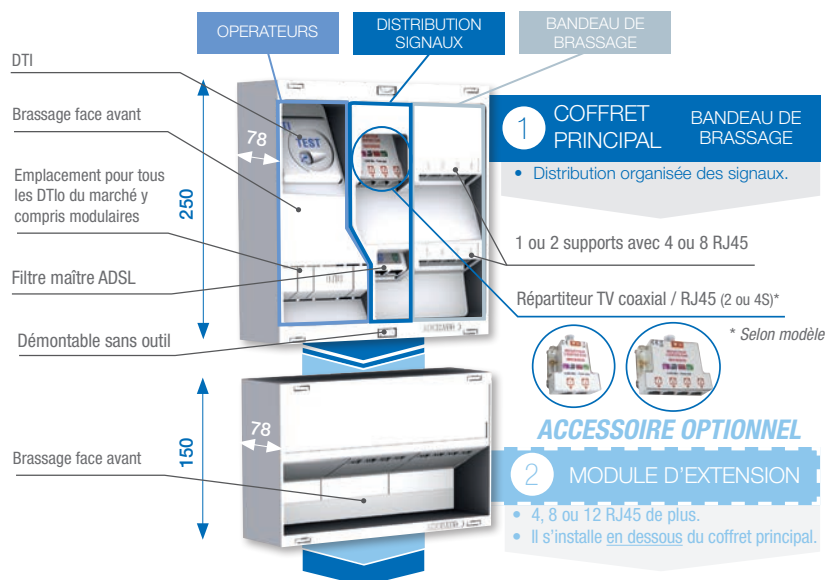 OPERATEURS
DISTRIBUTION
SIGNAUX
BANDEAU DE
BRASSAGE
DTI
Brassage face avant
Emplacement pour tous
les DTIo du marché y
compris modulaires
Filtre maître ADSL
Démontable sans outil
78
250
TEST
1
COFFRET
PRINCIPAL
BANDEAU DE
BRASSAGE
• Distribution organisée des signaux.
1 ou 2 supports avec 4 ou 8 RJ45
Répartiteur TV coaxial / RJ45 (2 ou 4S)*
* Selon modèle
78
150
Brassage face avant
ACCESSOIRE OPTIONNEL
2
MODULE D'EXTENSION
• 4, 8 ou 12 RJ45 de plus.
• Il s'installe en dessous du coffret principal.